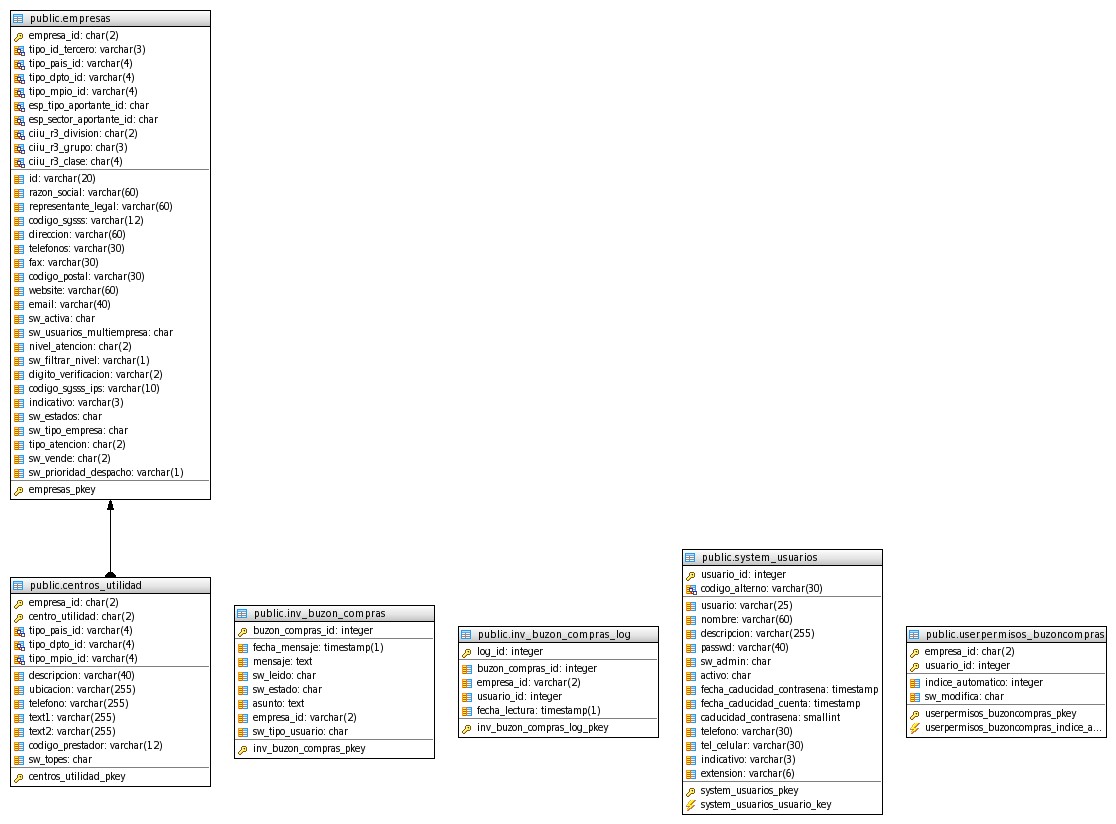 public.empresas
empresa_id: char(2)
tipo_id_tercero: varchar(3)
tipo_pais_id: varchar(4)
tipo_dpto_id: varchar(4)
tipo_mpio_id: varchar(4)
esp_tipo_aportante_id: char
esp_sector_aportante_id: char
ciiu_r3_division: char(2)
ciiu_r3_grupo: char(3)
ciiu_r3_clase: char(4)
id: varchar(20)
razon_social: varchar(60)
representante_legal: varchar(60)
codigo_sgsss: varchar(12)
direccion: varchar(60)
telefonos: varchar(30)
fax: varchar(30)
codigo_postal: varchar(30)
website: varchar(60)
email: varchar(40)
sw_activa: char
sw_usuarios_multiempresa: char
nivel_atencion: char(2)
sw_filtrar_nivel: varchar(1)
digito_verificacion: varchar(2)
codigo_sgsss_ips: varchar(10)
indicativo: varchar(3)
sw_estados: char
sw_tipo_empresa: char
tipo_atencion: char(2)
sw_vende: char(2)
sw_prioridad_despacho: varchar(1)
empresas_pkey
public.centros_utilidad
empresa_id: char(2)
centro_utilidad: char(2)
tipo_pais_id: varchar(4)
tipo_dpto_id: varchar(4)
tipo_mpio_id: varchar(4)
descripcion: varchar(40)
ubicacion: varchar(255)
telefono: varchar(255)
text1: varchar(255)
text2: varchar(255)
codigo_prestador: varchar(12)
sw_topes: char
centros_utilidad_pkey
public.inv_buzon_compras
buzon_compras_id: integer
fecha_mensaje: timestamp(1)
mensaje: text
sw_leido: char
sw_estado: char
asunto: text
empresa_id: varchar(2)
sw_tipo_usuario: char
inv_buzon_compras_pkey
public.inv_buzon_compras_log
log_id: integer
buzon_compras_id: integer
empresa_id: varchar(2)
usuario_id: integer
fecha_lectura: timestamp(1)
inv_buzon_compras_log_pkey
public.system_usuarios
usuario_id: integer
codigo_alterno: varchar(30)
usuario: varchar(25)
nombre: varchar(60)
descripcion: varchar(255)
passwd: varchar(40)
sw_admin: char
activo: char
fecha_caducidad_contrasena: timestamp
fecha_caducidad_cuenta: timestamp
caducidad_contrasena: smallint
telefono: varchar(30)
tel_celular: varchar(30)
indicativo: varchar(3)
extension: varchar(6)
system_usuarios_pkey
system_usuarios_usuario_key
public.userpermisos_buzoncompras
empresa_id: char(2)
usuario_id: integer
indice_automatico: integer
sw_modifica: char
userpermisos_buzoncompras_pkey
userpermisos_buzoncompras_indice_a...